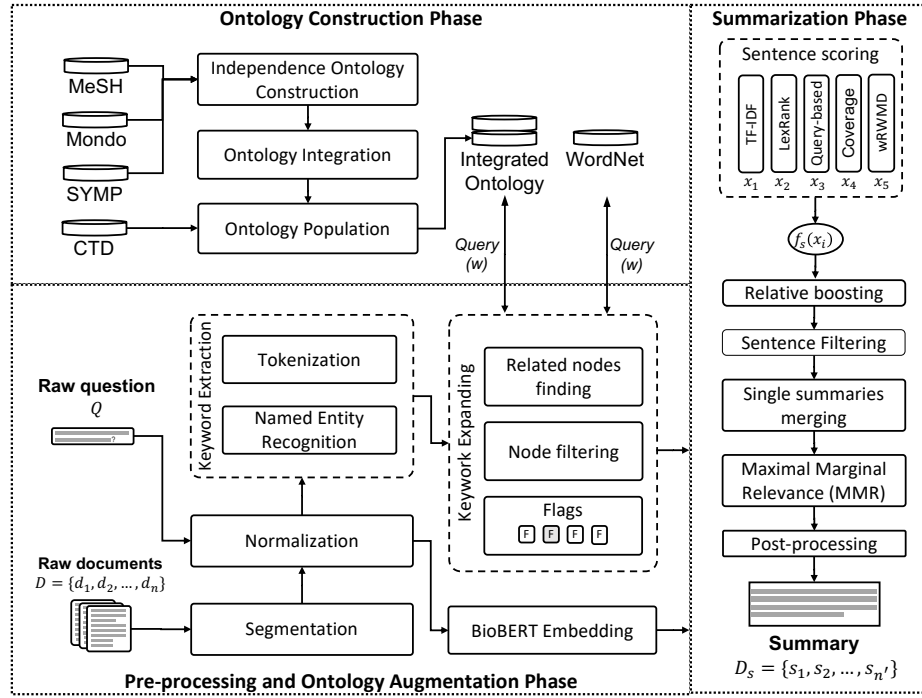 Ontology Construction Phase
MeSH
Mondo
SYMP
CTD
Independence Ontology
Construction
Ontology Integration
Ontology Population
Integrated
Ontology
WordNet
Query
(w)
Query
(w)
Raw question
Q
?
Raw documents
D = {d₁, d₂, … , dₙ}
Keyword Extraction
Tokenization
Named Entity
Recognition
Normalization
Segmentation
Keywork Expanding
Related nodes
finding
Node filtering
Flags
F F F F
BioBERT Embedding
Pre-processing and Ontology Augmentation Phase
Summarization Phase
Sentence scoring
TF-IDF
LexRank
Query-based
Coverage
wRWMD
x₁ x₂ x₃ x₄ x₅
fₛ(xᵢ)
Relative boosting
Sentence Filtering
Single summaries
merging
Maximal Marginal
Relevance (MMR)
Post-processing
Summary
Dₛ = {s₁, s₂, … , sₙ′}